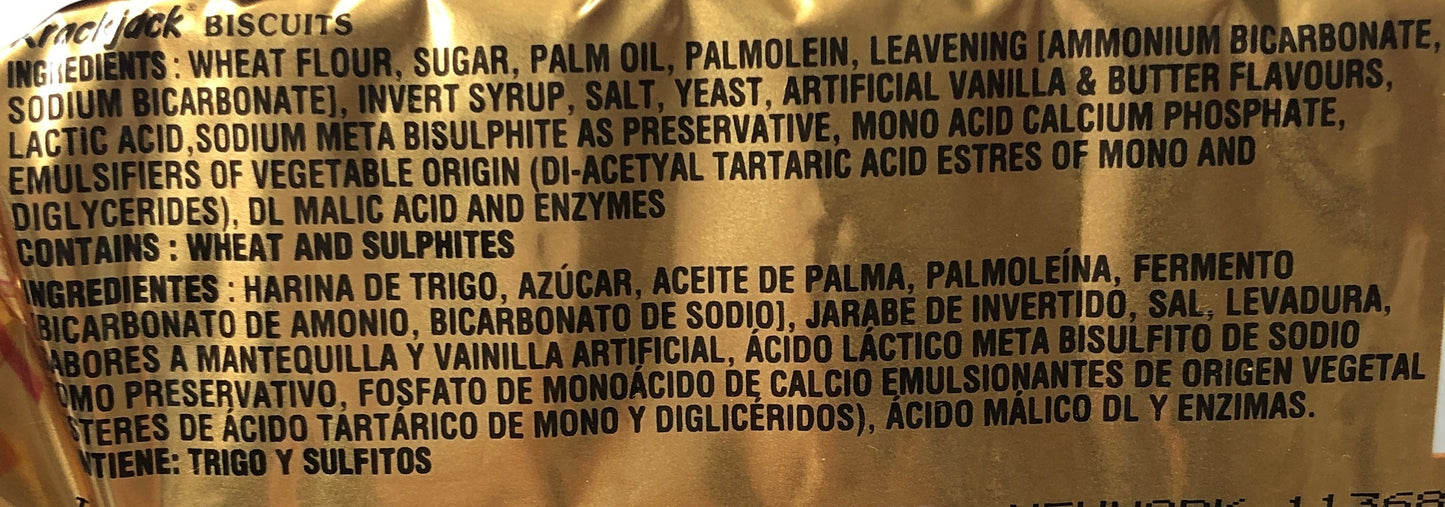 Krackjack® BISCUITS
INGREDIENTS : WHEAT FLOUR, SUGAR, PALM OIL, PALMOLEIN, LEAVENING [AMMONIUM BICARBONATE,
SODIUM BICARBONATE], INVERT SYRUP, SALT, YEAST, ARTIFICIAL VANILLA & BUTTER FLAVOURS,
LACTIC ACID,SODIUM META BISULPHITE AS PRESERVATIVE, MONO ACID CALCIUM PHOSPHATE,
EMULSIFIERS OF VEGETABLE ORIGIN (DI-ACETYAL TARTARIC ACID ESTRES OF MONO AND
DIGLYCERIDES), DL MALIC ACID AND ENZYMES
CONTAINS : WHEAT AND SULPHITES
INGREDIENTES : HARINA DE TRIGO, AZÚCAR, ACEITE DE PALMA, PALMOLEÍNA, FERMENTO
[BICARBONATO DE AMONIO, BICARBONATO DE SODIO], JARABE DE INVERTIDO, SAL, LEVADURA,
ABORES A MANTEQUILLA Y VAINILLA ARTIFICIAL, ÁCIDO LÁCTICO META BISULFITO DE SODIO
OMO PRESERVATIVO, FOSFATO DE MONOÁCIDO DE CALCIO EMULSIONANTES DE ORIGEN VEGETAL
STERES DE ÁCIDO TARTÁRICO DE MONO Y DIGLICÉRIDOS), ÁCIDO MÁLICO DL Y ENZIMAS.
NTIENE: TRIGO Y SULFITOS
11368